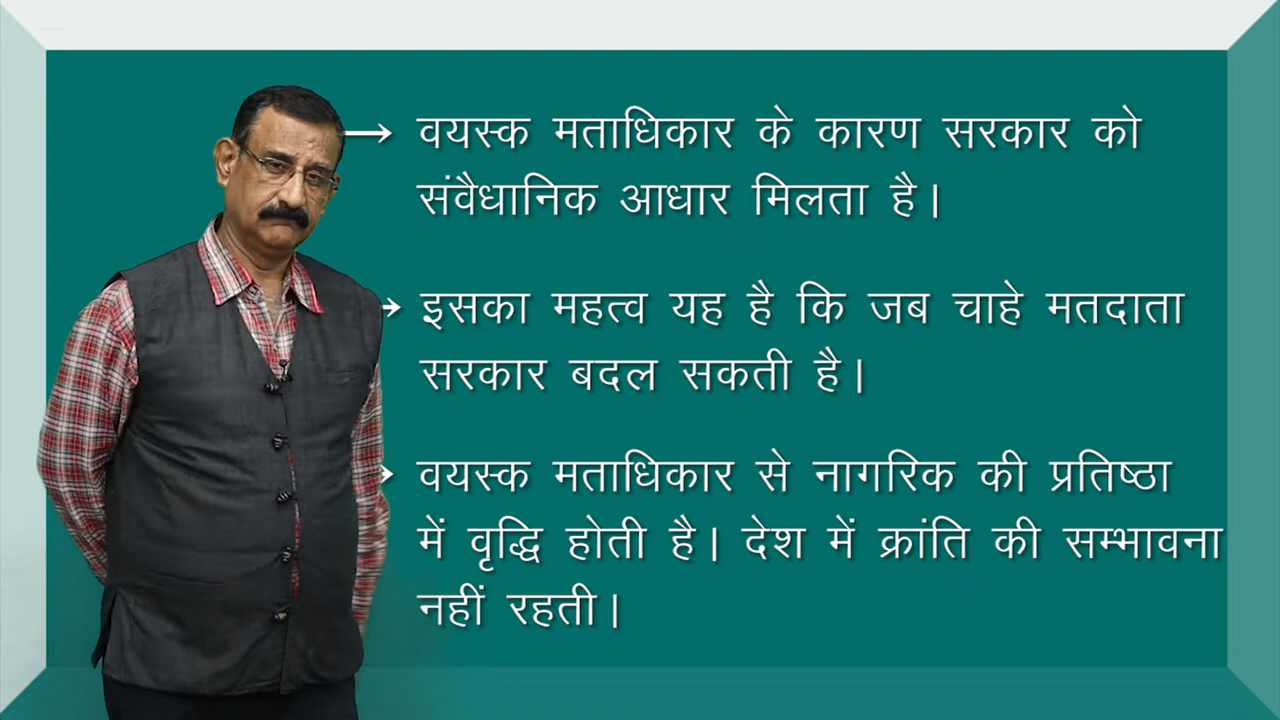 वयस्क मताधिकार के कारण सरकार को
संवैधानिक आधार मिलता है।
इसका महत्व यह है कि जब चाहे मतदाता
सरकार बदल सकती है।
वयस्क मताधिकार से नागरिक की प्रतिष्ठा
में वृद्धि होती है। देश में क्रांति की सम्भावना
नहीं रहती।